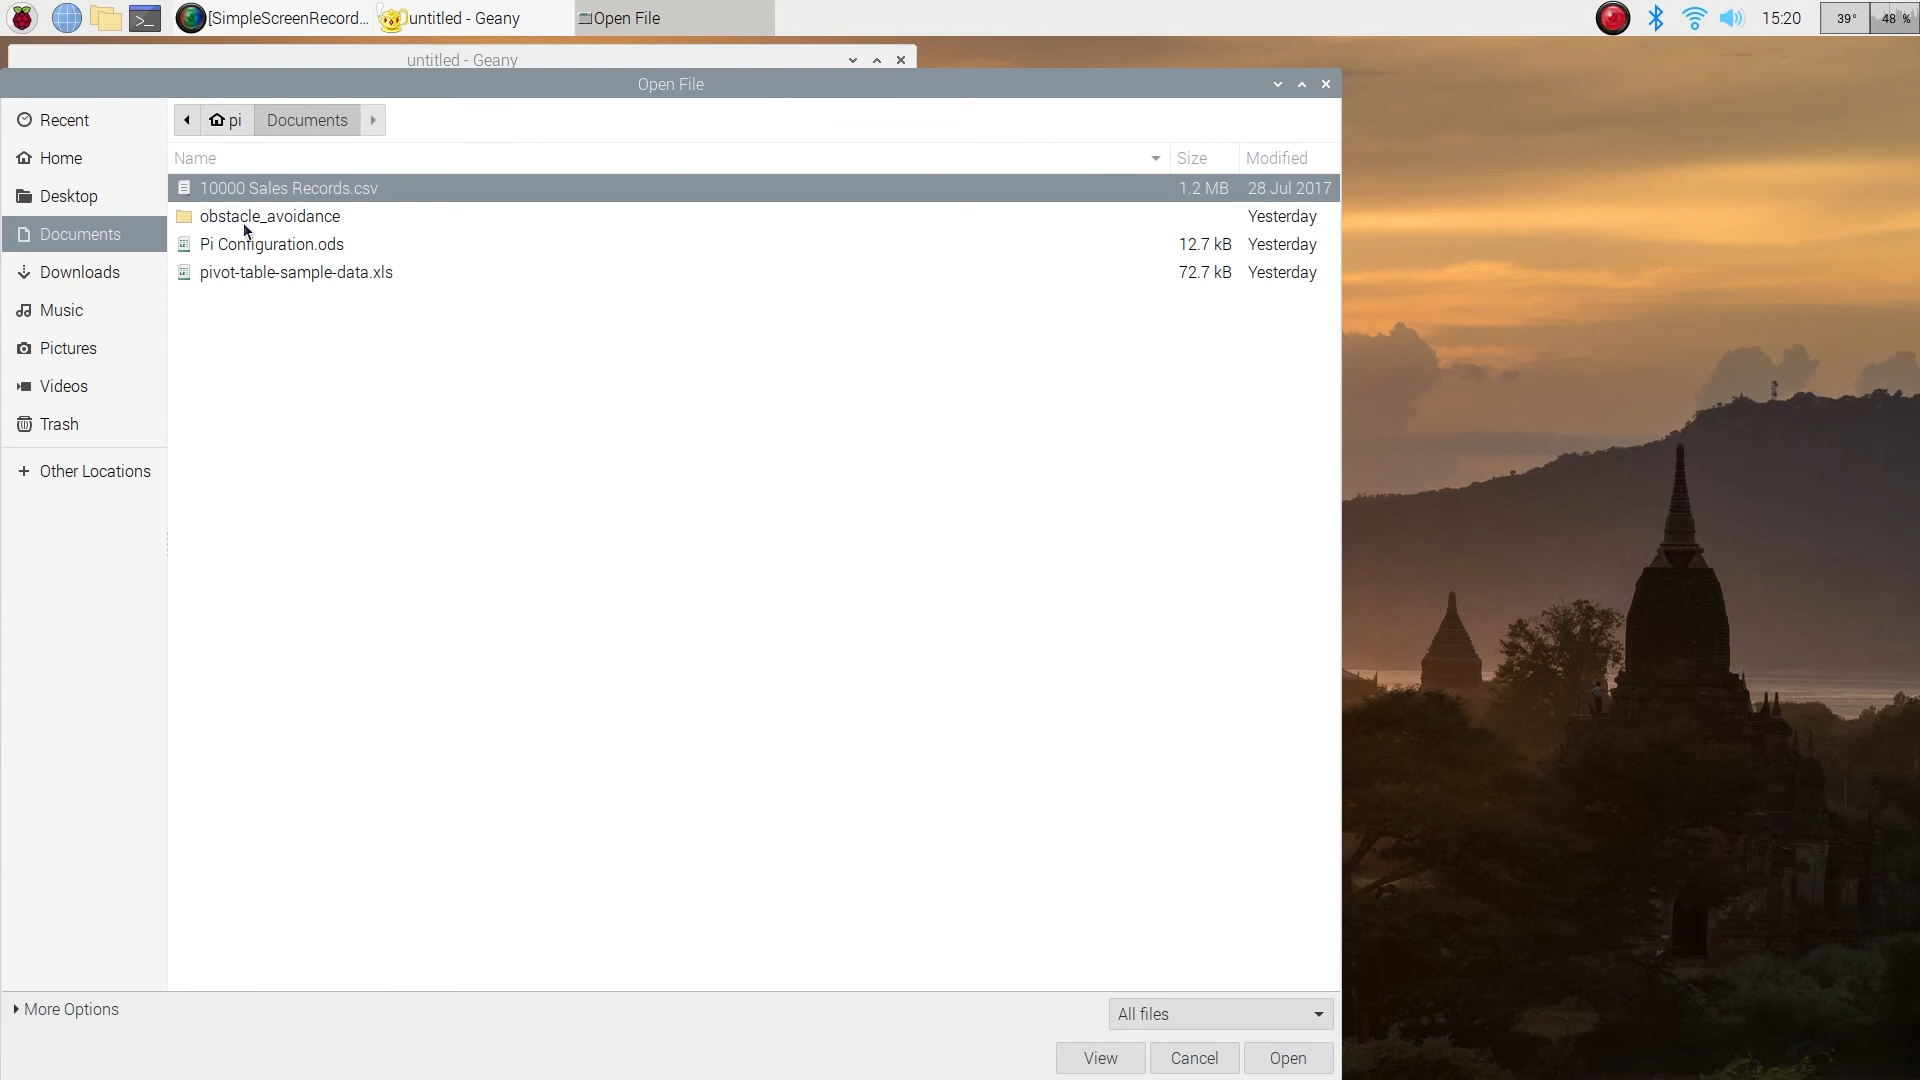 [SimpleScreenRecord... untitled - Geany Open File 15:20 39° 48 %
untitled - Geany
Open File
Recent
Home
Desktop
Documents
Downloads
Music
Pictures
Videos
Trash
+ Other Locations
pi Documents
Name Size Modified
10000 Sales Records.csv 1.2 MB 28 Jul 2017
obstacle_avoidance Yesterday
Pi Configuration.ods 12.7 kB Yesterday
pivot-table-sample-data.xls 72.7 kB Yesterday
More Options
All files
View Cancel Open